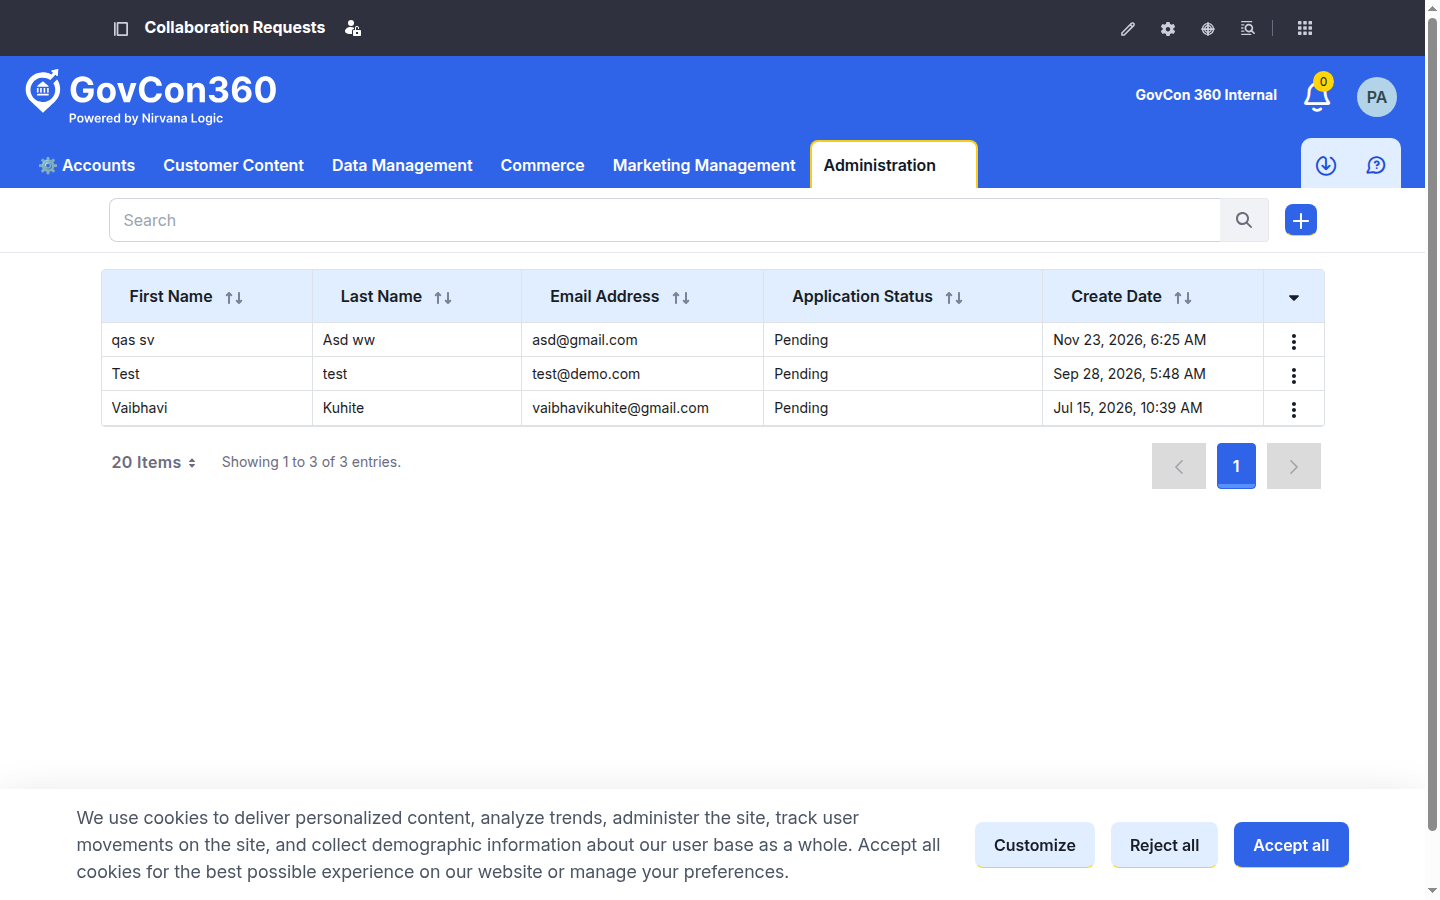 Collaboration Requests
GovCon360
Powered by Nirvana Logic
GovCon 360 Internal
0
PA
Accounts
Customer Content
Data Management
Commerce
Marketing Management
Administration
Search
First Name
Last Name
Email Address
Application Status
Create Date
qas sv
Asd ww
asd@gmail.com
Pending
Nov 23, 2026, 6:25 AM
Test
test
test@demo.com
Pending
Sep 28, 2026, 5:48 AM
Vaibhavi
Kuhite
vaibhavikuhite@gmail.com
Pending
Jul 15, 2026, 10:39 AM
20 Items
Showing 1 to 3 of 3 entries.
1
We use cookies to deliver personalized content, analyze trends, administer the site, track user
movements on the site, and collect demographic information about our user base as a whole. Accept all
cookies for the best possible experience on our website or manage your preferences.
Customize
Reject all
Accept all